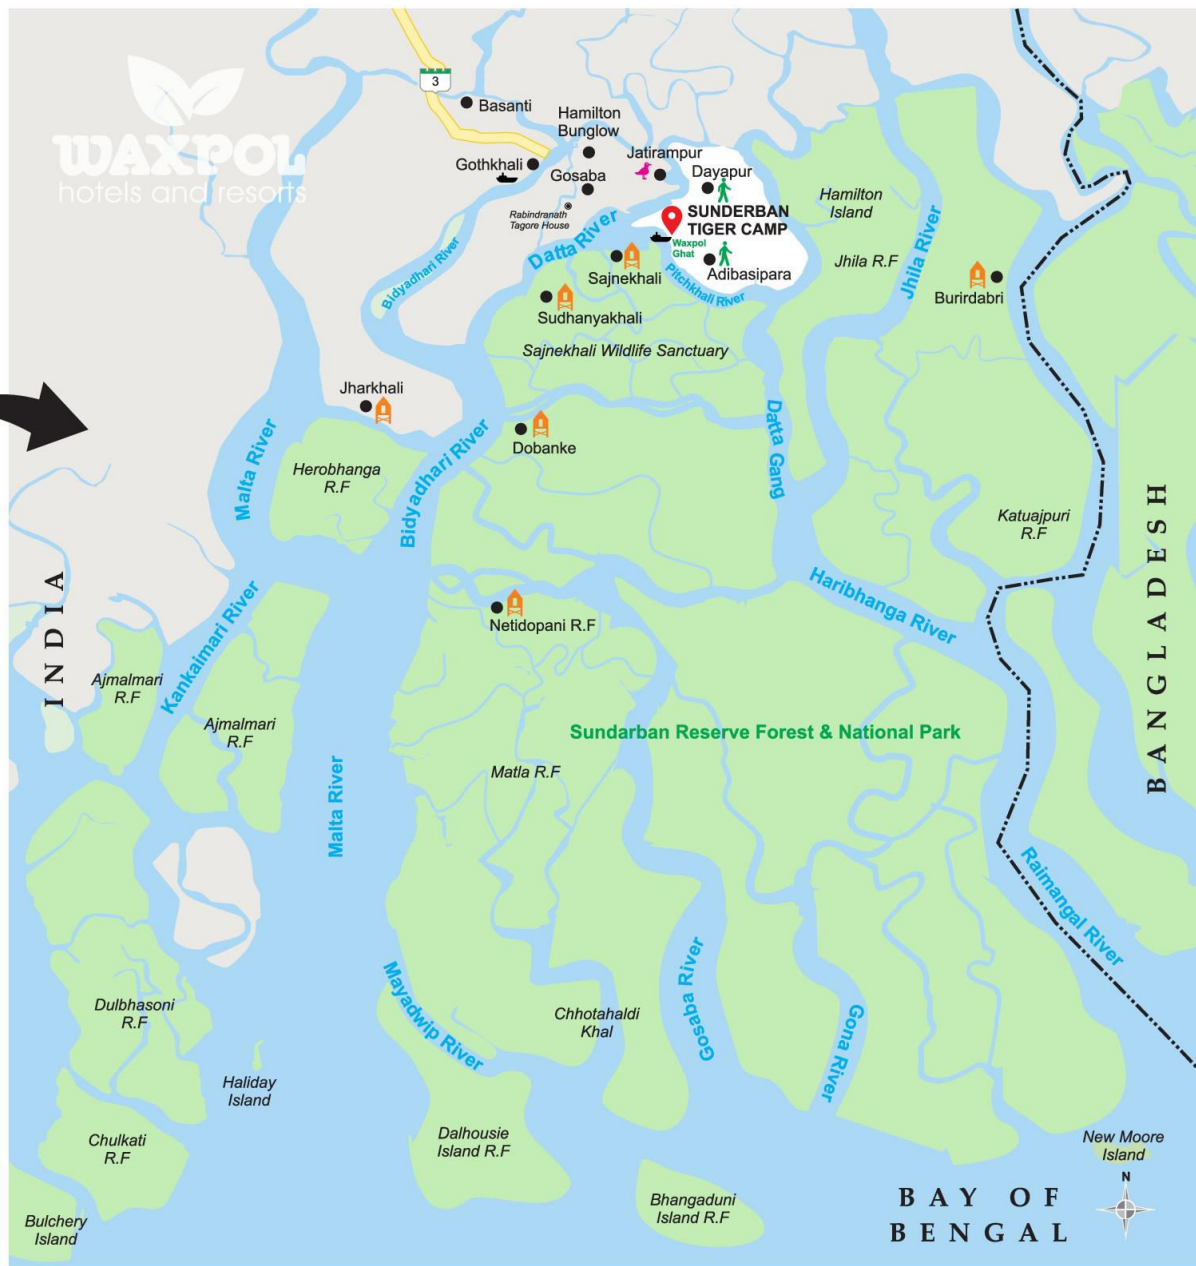 WAXPOL
hotels and resorts
3
Basanti
Hamilton
Bunglow
Gothkhali
Gosaba
Jatirampur
Dayapur
Rabindranath
Tagore House
SUNDERBAN
TIGER CAMP
Waxpol
Ghat
Adibasipara
Hamilton
Island
Jhila R.F
Jhila River
Burirdabri
Datta River
Bidyadhari River
Sajnekhali
Pitchkhali River
Sudhanyakhali
Sajnekhali Wildlife Sanctuary
Jharkhali
Dobanke
Datta Gang
Malta River
Herobhanga
R.F
Bidyadhari River
Katuajpuri
R.F
BANGLADESH
INDIA
Kankaimari River
Haribhanga River
Netidopani R.F
Ajmalmari
R.F
Ajmalmari
R.F
Sundarban Reserve Forest & National Park
Matla R.F
Malta River
Raimangal River
Dulbhasoni
R.F
Mayadwip River
Chhotahaldi
Khal
Gosaba River
Gona River
Haliday
Island
Chulkati
R.F
Dalhousie
Island R.F
New Moore
Island
Bhangaduni
Island R.F
N
BAY OF
BENGAL
Bulchery
Island